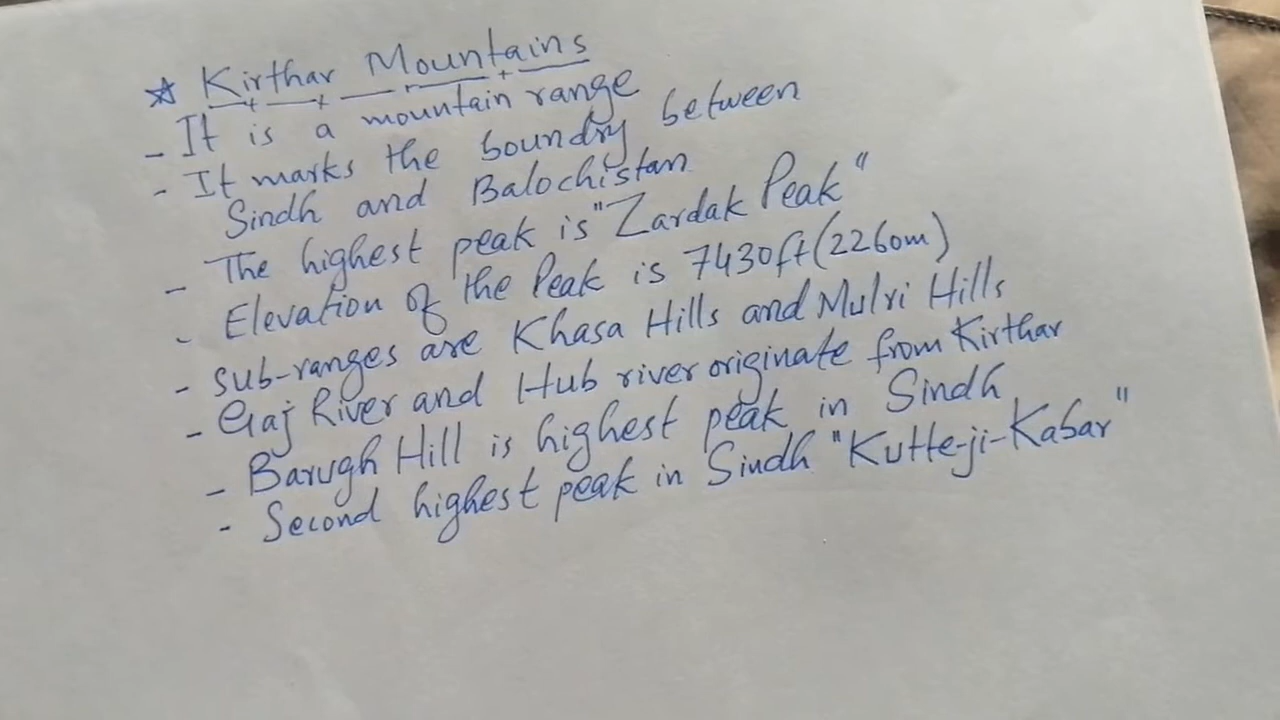 ☆ Kirthar Mountains
- It is a mountain range
- It marks the boundry between
Sindh and Balochistan
- The highest peak is "Zardak Peak"
- Elevation of the Peak is 7430ft (2260m)
- sub-ranges are Khasa Hills and Mulri Hills
- Gaj River and Hub river originate from Kirthar
- Barugh Hill is highest peak in Sindh
- Second highest peak in Sindh "Kutte-ji-Kabar"